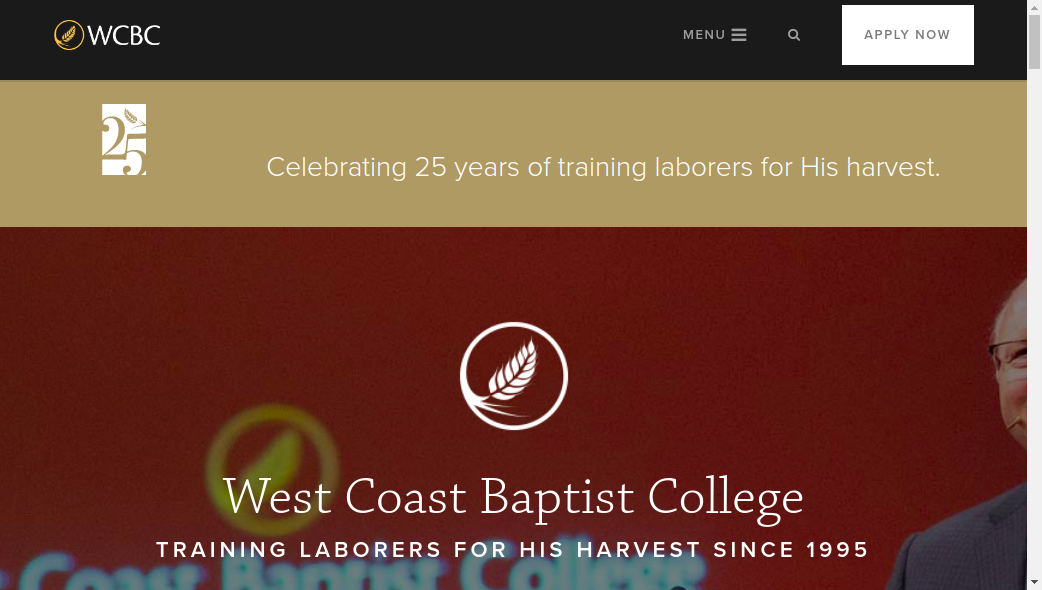 WCBC
MENU
APPLY NOW
25
Celebrating 25 years of training laborers for His harvest.
West Coast Baptist College
TRAINING LABORERS FOR HIS HARVEST SINCE 1995
Coast Baptist College